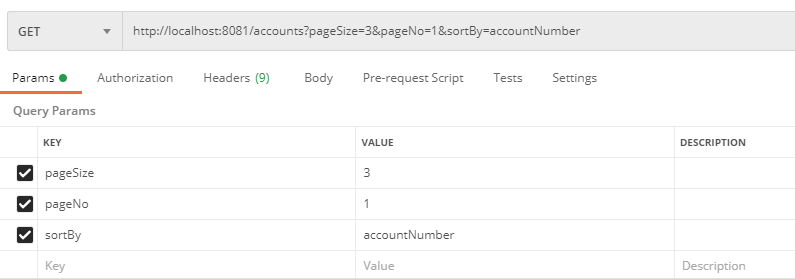 GET http://localhost:8081/accounts?pageSize=3&pageNo=1&sortBy=accountNumber
Params Authorization Headers (9) Body Pre-request Script Tests Settings
Query Params
KEY VALUE DESCRIPTION
pageSize 3
pageNo 1
sortBy accountNumber
Key Value Description